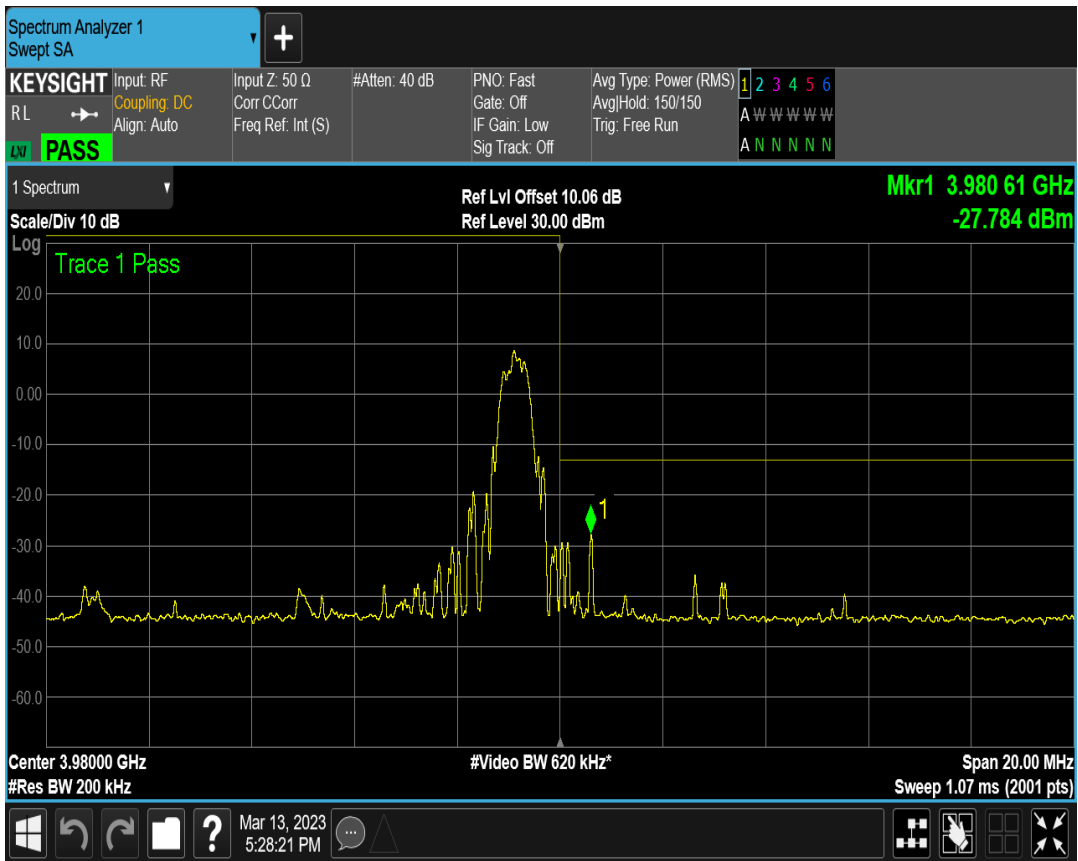 Spectrum Analyzer 1
Swept SA
+
KEYSIGHT
R L
LXI PASS
Input: RF
Coupling: DC
Align: Auto
Input Z: 50 Ω
Corr CCorr
Freq Ref: Int (S)
#Atten: 40 dB
PNO: Fast
Gate: Off
IF Gain: Low
Sig Track: Off
Avg Type: Power (RMS)
Avg|Hold: 150/150
Trig: Free Run
1 2 3 4 5 6
A W W W W W
A N N N N N
1 Spectrum
Scale/Div 10 dB
Ref Lvl Offset 10.06 dB
Ref Level 30.00 dBm
Mkr1 3.980 61 GHz
-27.784 dBm
Log
Trace 1 Pass
20.0
10.0
0.00
-10.0
-20.0
1
-30.0
-40.0
-50.0
-60.0
Center 3.98000 GHz
#Res BW 200 kHz
#Video BW 620 kHz*
Span 20.00 MHz
Sweep 1.07 ms (2001 pts)
?
Mar 13, 2023
5:28:21 PM